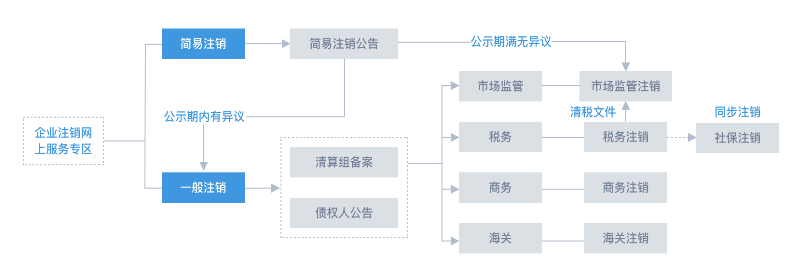 简易注销
简易注销公告
公示期满无异议
市场监管
市场监管注销
公示期内有异议
清税文件
同步注销
企业注销网
上服务专区
税务
税务注销
社保注销
清算组备案
一般注销
商务
商务注销
债权人公告
海关
海关注销